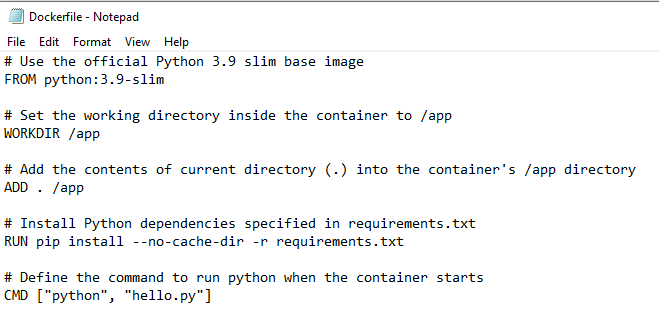 Dockerfile - Notepad
File Edit Format View Help
# Use the official Python 3.9 slim base image
FROM python:3.9-slim
# Set the working directory inside the container to /app
WORKDIR /app
# Add the contents of current directory (.) into the container's /app directory
ADD . /app
# Install Python dependencies specified in requirements.txt
RUN pip install --no-cache-dir -r requirements.txt
# Define the command to run python when the container starts
CMD ["python", "hello.py"]